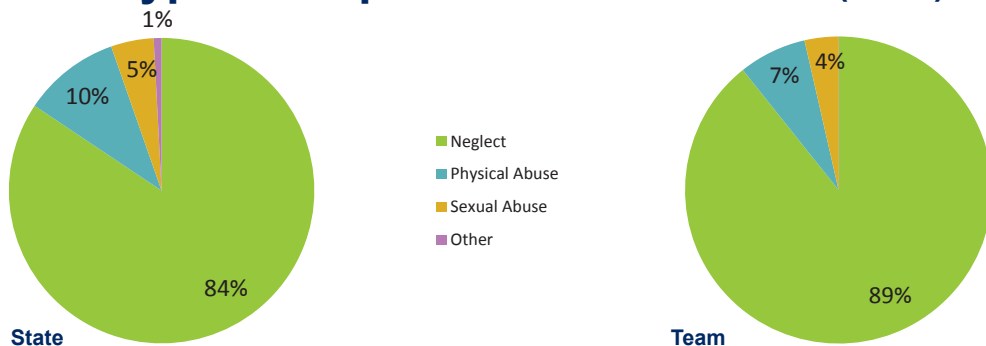 1%
5%
10%
84%
State
Neglect
Physical Abuse
Sexual Abuse
Other
4%
7%
89%
Team